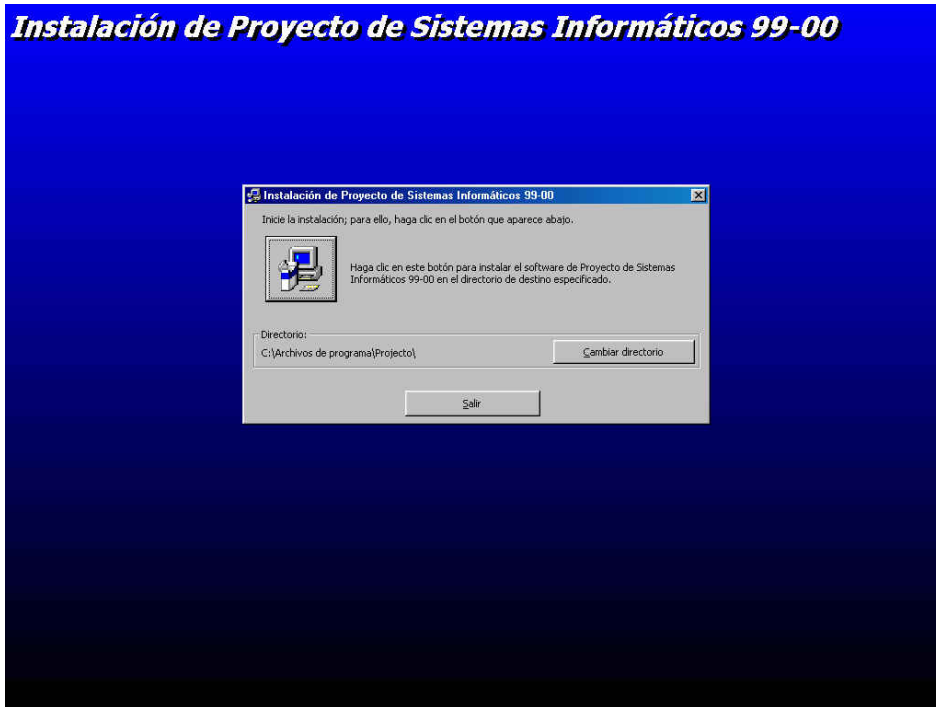 Instalación de Proyecto de Sistemas Informáticos 99-00
Instalación de Proyecto de Sistemas Informáticos 99-00
Inicie la instalación; para ello, haga clic en el botón que aparece abajo.
Haga clic en este botón para instalar el software de Proyecto de Sistemas
Informáticos 99-00 en el directorio de destino especificado.
Directorio:
C:\Archivos de programa\Projecto\
Cambiar directorio
Salir